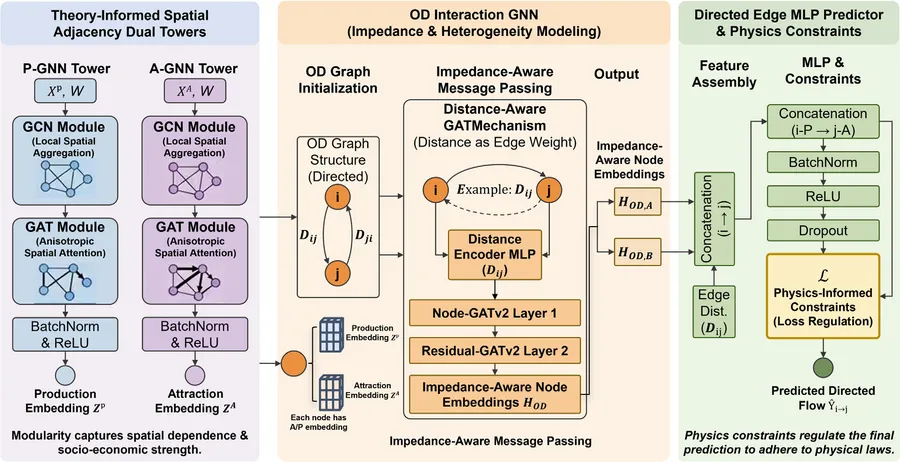 Theory-Informed Spatial
Adjacency Dual Towers
P-GNN Tower
A-GNN Tower
Xᵖ, W
Xᴬ, W
GCN Module
(Local Spatial
Aggregation)
GCN Module
(Local Spatial
Aggregation)
GAT Module
(Anisotropic
Spatial Attention)
GAT Module
(Anisotropic
Spatial Attention)
BatchNorm
& ReLU
BatchNorm
& ReLU
Production
Embedding Zᵖ
Attraction
Embedding Zᴬ
Modularity captures spatial dependence &
socio-economic strength.
OD Interaction GNN
(Impedance & Heterogeneity Modeling)
OD Graph
Initialization
OD Graph
Structure
(Directed)
i
D_ij
D_ji
j
Production
Embedding Zᵖ
Attraction
Embedding Zᴬ
Each node has
A/P embedding
Impedance-Aware
Message Passing
Distance-Aware
GATMechanism
(Distance as Edge Weight)
i
Example: D_ij
j
Distance
Encoder MLP
(D_ij)
Node-GATv2 Layer 1
Residual-GATv2 Layer 2
Impedance-Aware Node
Embeddings H_OD
Impedance-Aware Message Passing
Output
Impedance-
Aware Node
Embeddings
H_OD,A
H_OD,B
Directed Edge MLP Predictor
& Physics Constraints
Feature
Assembly
Concatenation
(i → j)
Edge
Dist.
(D_ij)
MLP &
Constraints
Concatenation
(i-P → j-A)
BatchNorm
ReLU
Dropout
ℒ
Physics-Informed
Constraints
(Loss Regulation)
Predicted Directed
Flow Ŷ_i→j
Physics constraints regulate the final
prediction to adhere to physical laws.